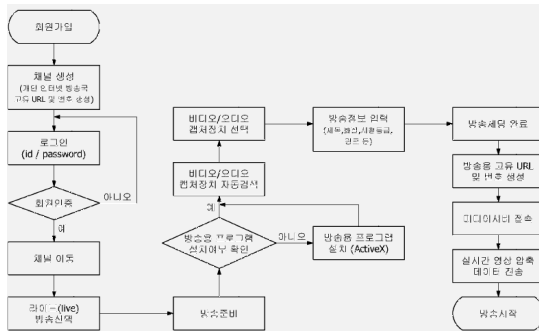 회원가입
채널 생성
(개인 인터넷 방송국
고유 URL 및 번호 생성)
로그인
(id / password)
회원인증
아니오
예
채널 이동
라이브(live)
방송선택
방송준비
방송용 프로그램
설치여부 확인
아니오
방송용 프로그램
설치 (ActiveX)
예
비디오/오디오
캡쳐장치 자동검색
비디오/오디오
캡쳐장치 선택
방송정보 입력
(제목,화질,시청등급,
등)
방송세팅 완료
방송용 고유 URL
및 번호 생성
미디어서버 접속
실시간 영상 압축
데이터 전송
방송시작